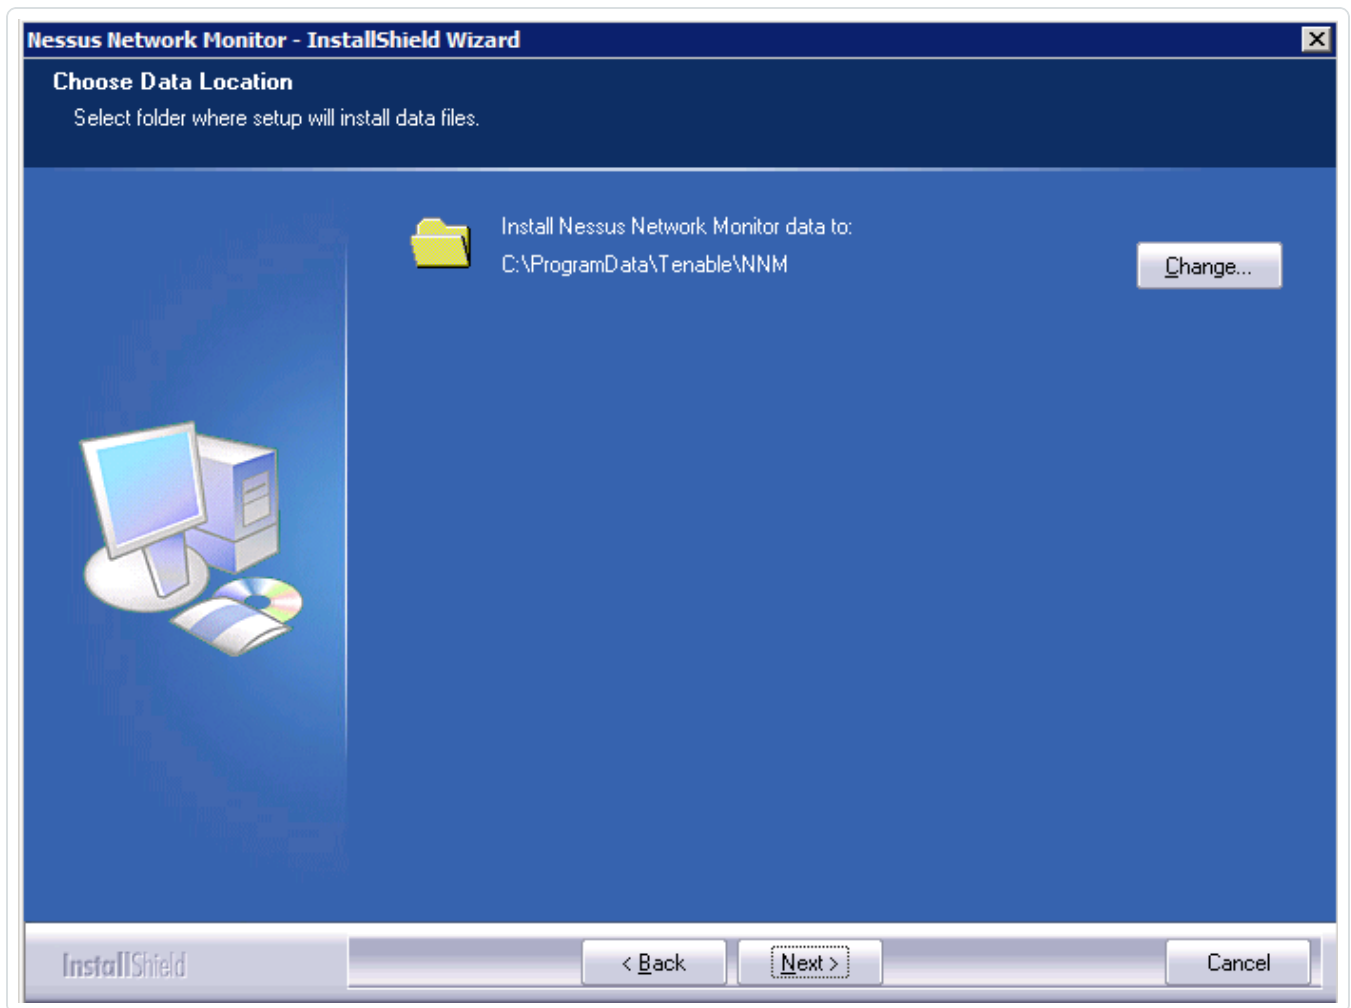 Nessus Network Monitor - InstallShield Wizard
Choose Data Location
Select folder where setup will install data files.
Install Nessus Network Monitor data to:
C:\ProgramData\Tenable\NNM
Change...
InstallShield
< Back
Next >
Cancel